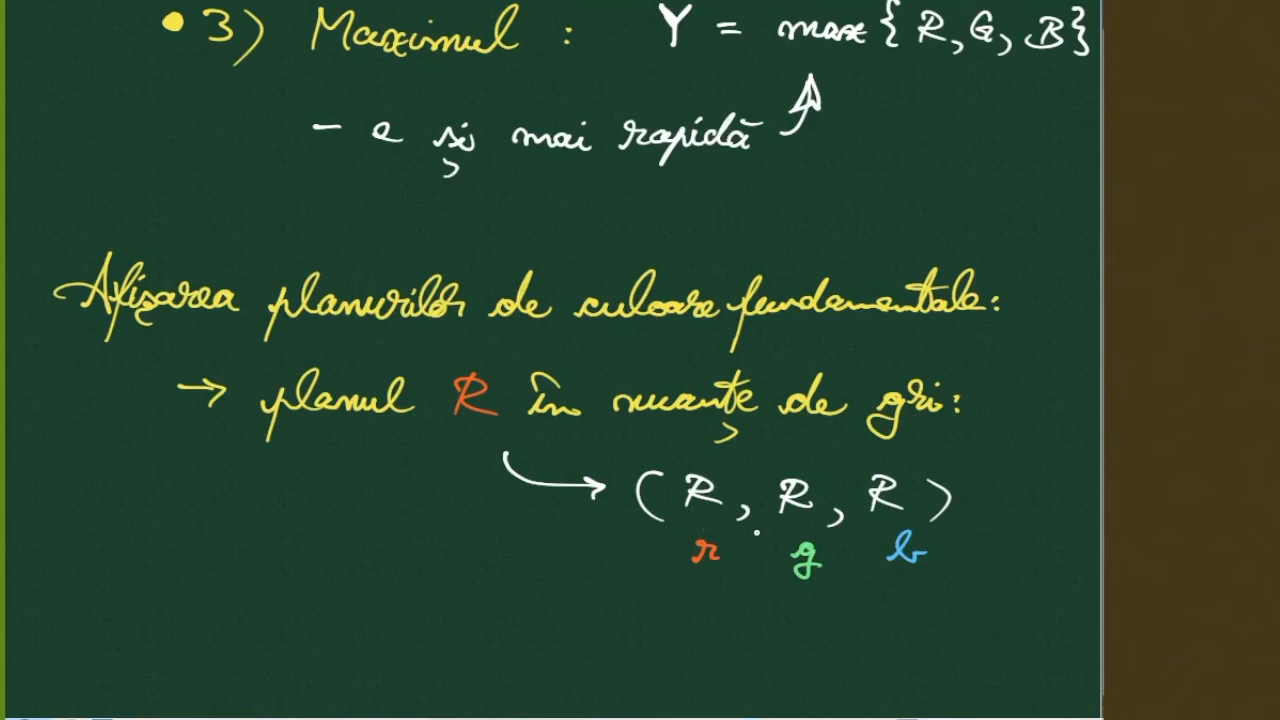 • 3) Maximul : Y = max{R, G, B}
- e și mai rapidă
Afișarea planurilor de culoare fundamentale:
→ planul R în nuanțe de gri:
(R, R, R)
r g b